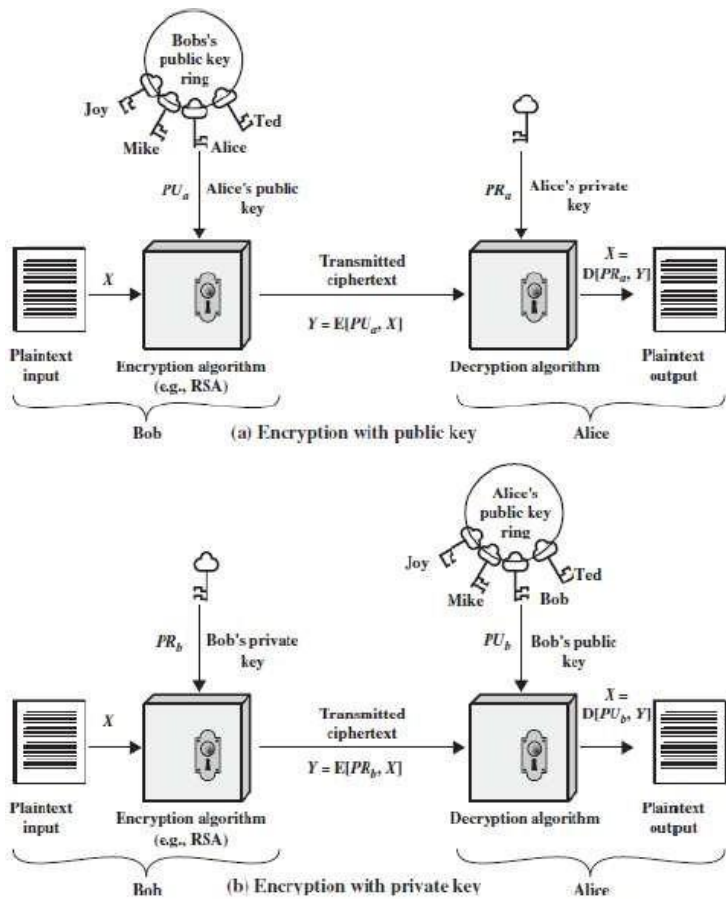 Bobs's
public key
ring
Joy
Ted
Mike
Alice
PUa
Alice's public
key
PRa
Alice's private
key
X
Transmitted
ciphertext
X =
D[PRa, Y]
Y = E[PUa, X]
Plaintext
input
Encryption algorithm
(e.g., RSA)
Decryption algorithm
Plaintext
output
Bob
(a) Encryption with public key
Alice
Alice's
public key
ring
Joy
Ted
Mike
Bob
PRb
Bob's private
key
PUb
Bob's public
key
X
Transmitted
ciphertext
X =
D[PUb, Y]
Y = E[PRb, X]
Plaintext
input
Encryption algorithm
(e.g., RSA)
Decryption algorithm
Plaintext
output
Bob
(b) Encryption with private key
Alice